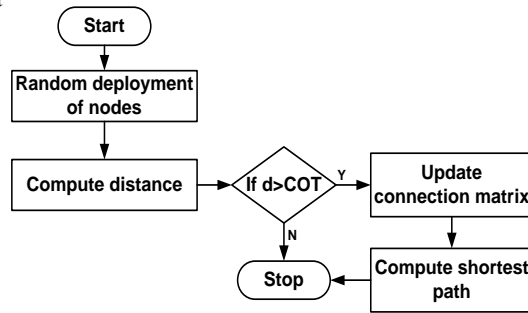 Start
Random deployment
of nodes
Compute distance
If d>COT
Y
N
Update
connection matrix
Compute shortest
path
Stop